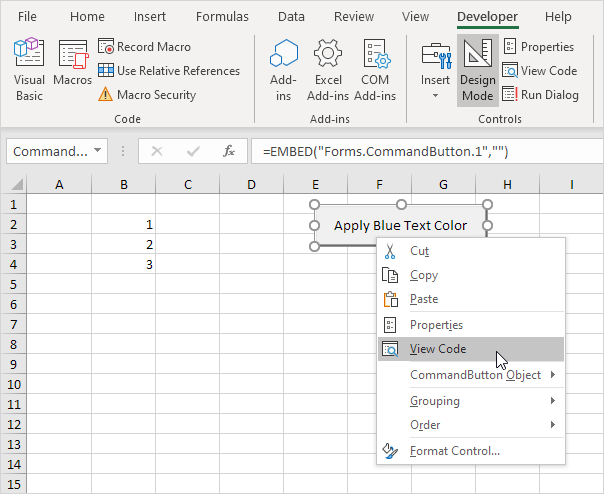 File Home Insert Formulas Data Review View Developer Help
Visual Basic
Macros
Record Macro
Use Relative References
Macro Security
Code
Add-ins
Excel Add-ins
COM Add-ins
Add-ins
Insert
Design Mode
Properties
View Code
Run Dialog
Controls
Command... fx =EMBED("Forms.CommandButton.1","")
A B C D E F G H I
1
2 1 Apply Blue Text Color
3 2
4 3
5
6
7
8
9
10
11
12
13
14
15
Cut
Copy
Paste
Properties
View Code
CommandButton Object
Grouping
Order
Format Control...